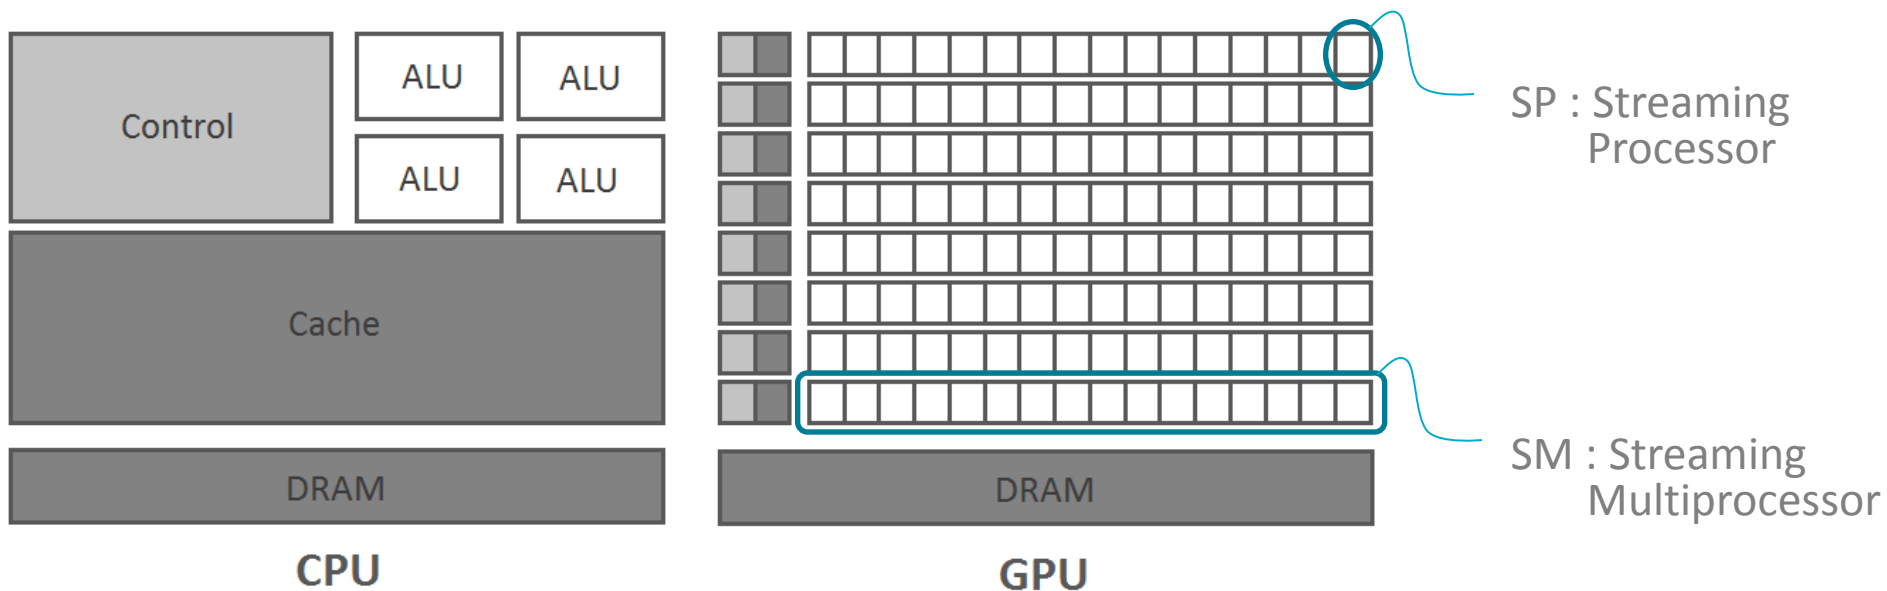 Control
ALU
ALU
ALU
ALU
Cache
DRAM
CPU
DRAM
GPU
SP : Streaming
Processor
SM : Streaming
Multiprocessor